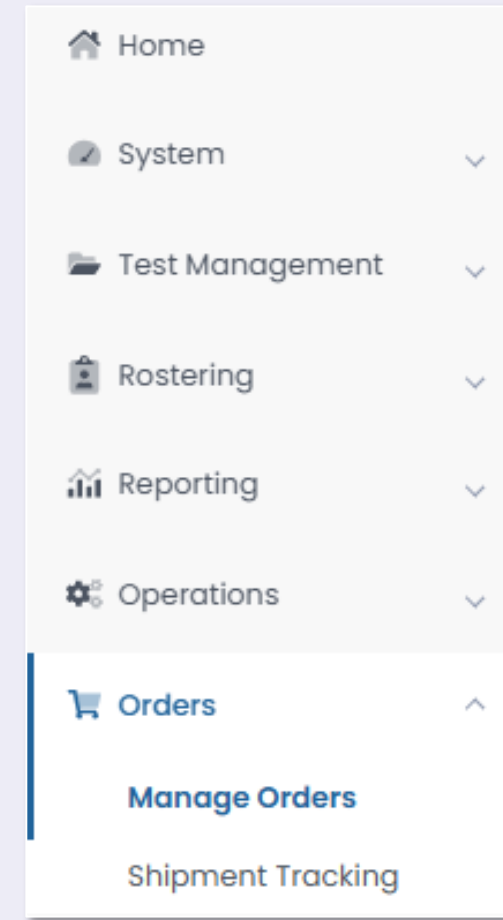 Home
System
Test Management
Rostering
Reporting
Operations
Orders
Manage Orders
Shipment Tracking